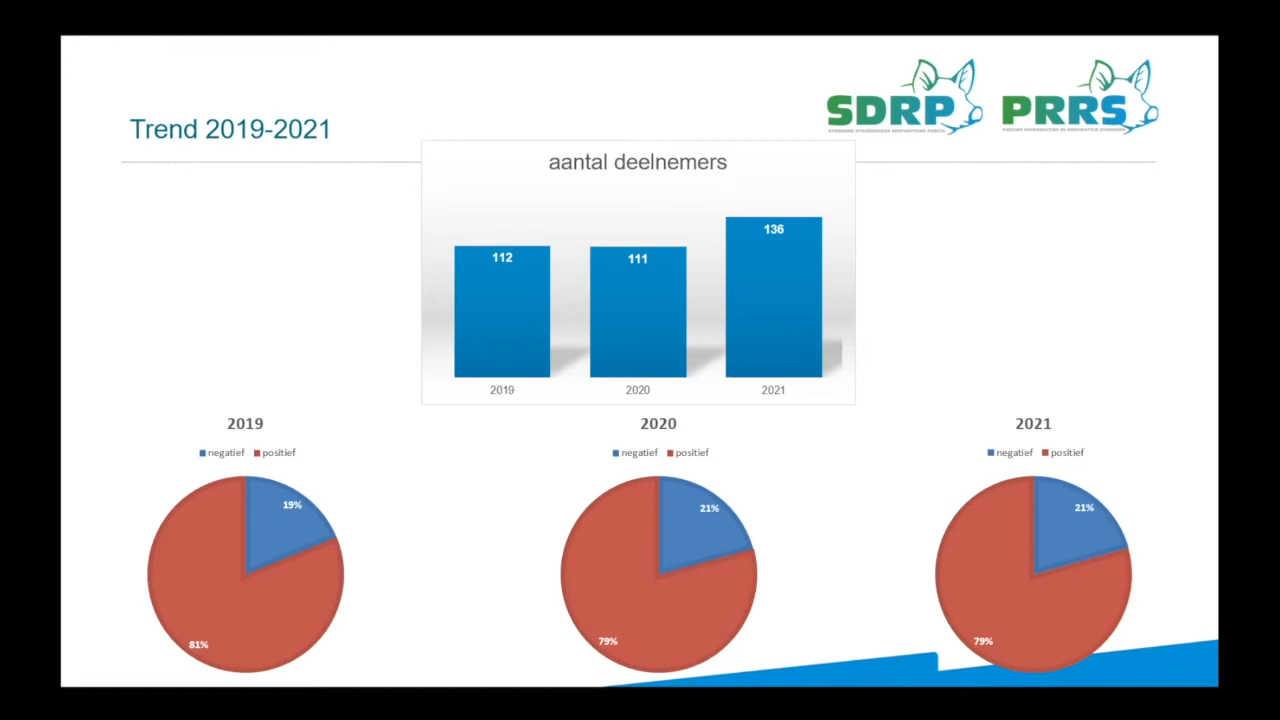 SDRP
PRRS
Trend 2019-2021
aantal deelnemers
112
111
136
2019
2020
2021
2019
negatief positief
19%
81%
2020
negatief positief
21%
79%
2021
negatief positief
21%
79%